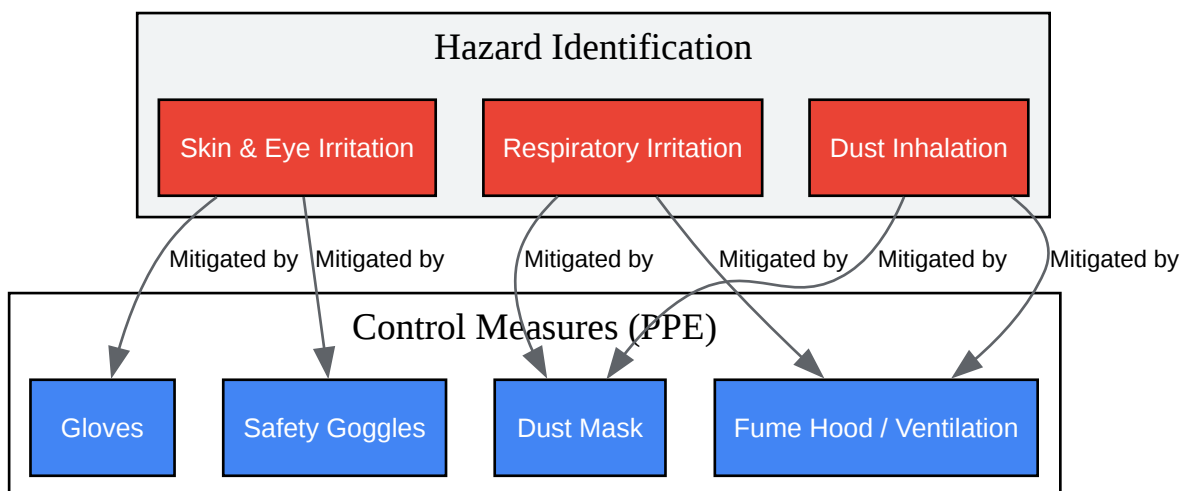 Hazard Identification
Skin & Eye Irritation
Respiratory Irritation
Dust Inhalation
Mitigated by
Mitigated by
Mitigated by
Mitigated by
Mitigated by
Mitigated by
Control Measures (PPE)
Gloves
Safety Goggles
Dust Mask
Fume Hood / Ventilation